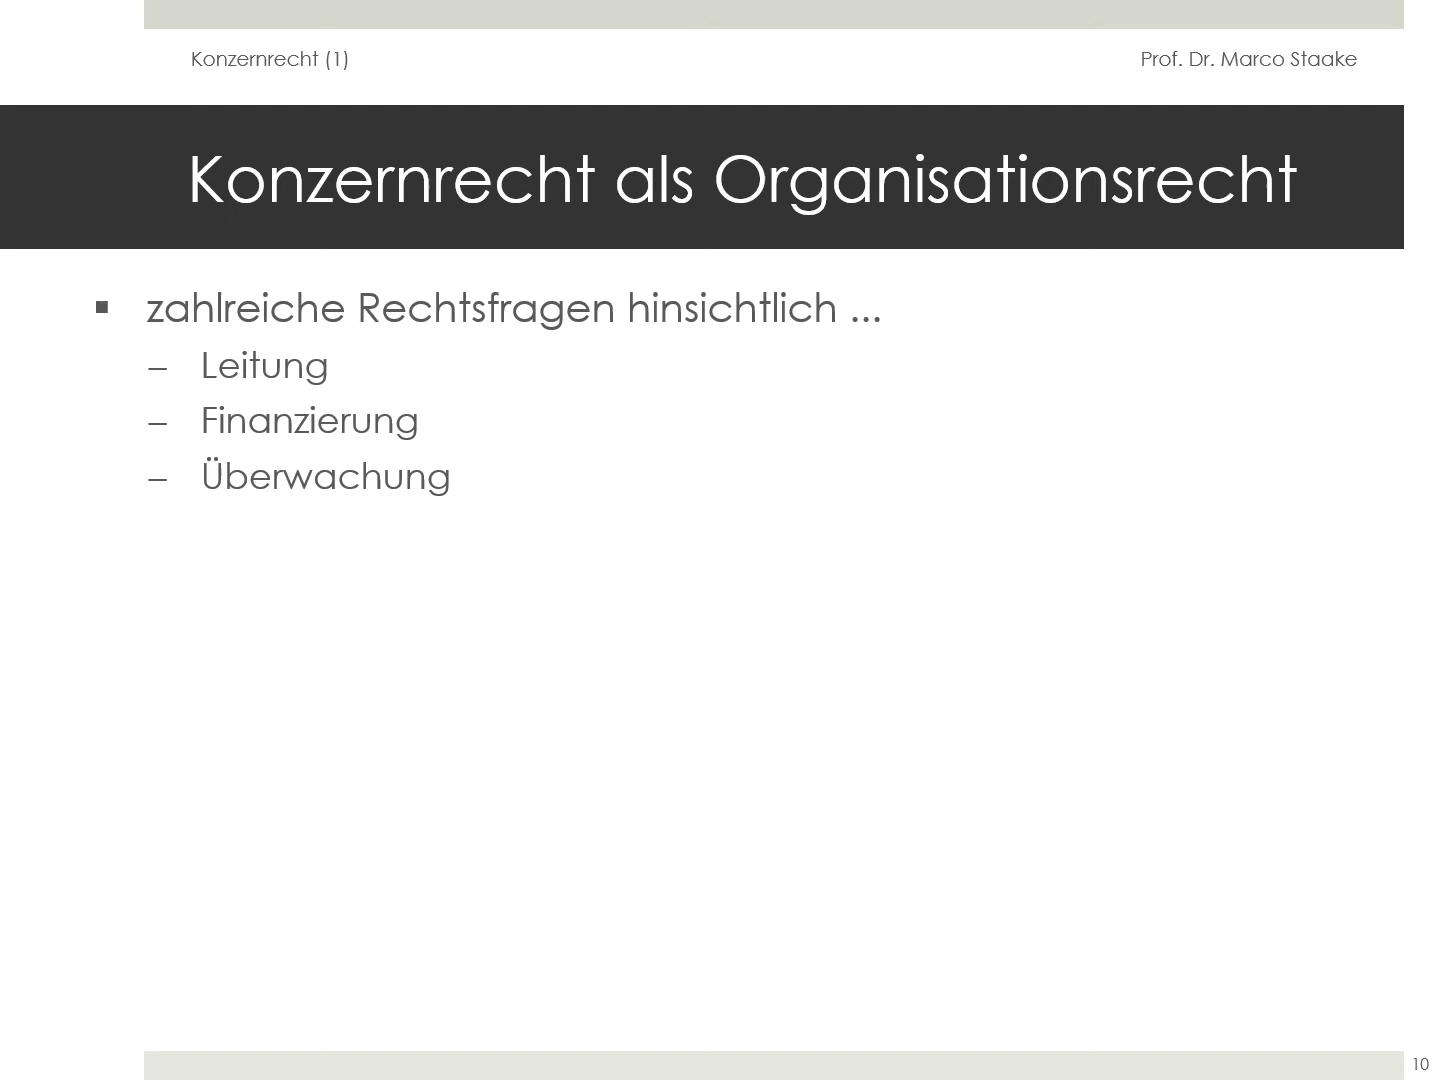 Konzernrecht (1) Prof. Dr. Marco Staake
Konzernrecht als Organisationsrecht
▪ zahlreiche Rechtsfragen hinsichtlich ...
– Leitung
– Finanzierung
– Überwachung
10